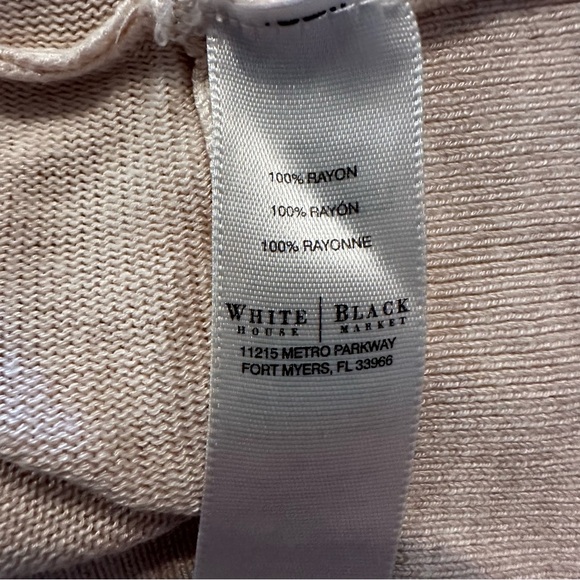 100% RAYON
100% RAYÓN
100% RAYONNE
WHITE | BLACK
HOUSE MARKET
11215 METRO PARKWAY
FORT MYERS, FL 33966